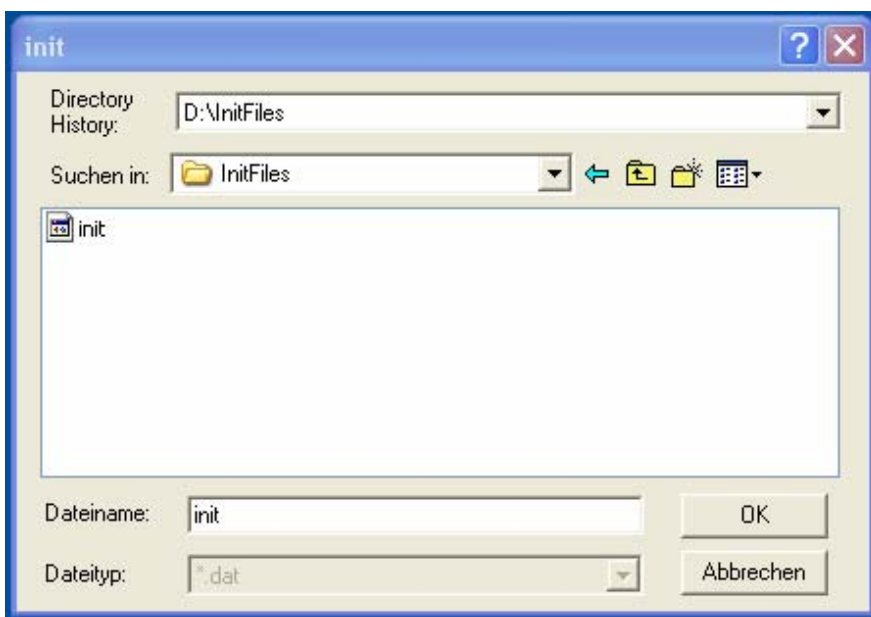 init
Directory
History:
D:\InitFiles
Suchen in:
InitFiles
init
Dateiname:
init
OK
Dateityp:
*.dat
Abbrechen